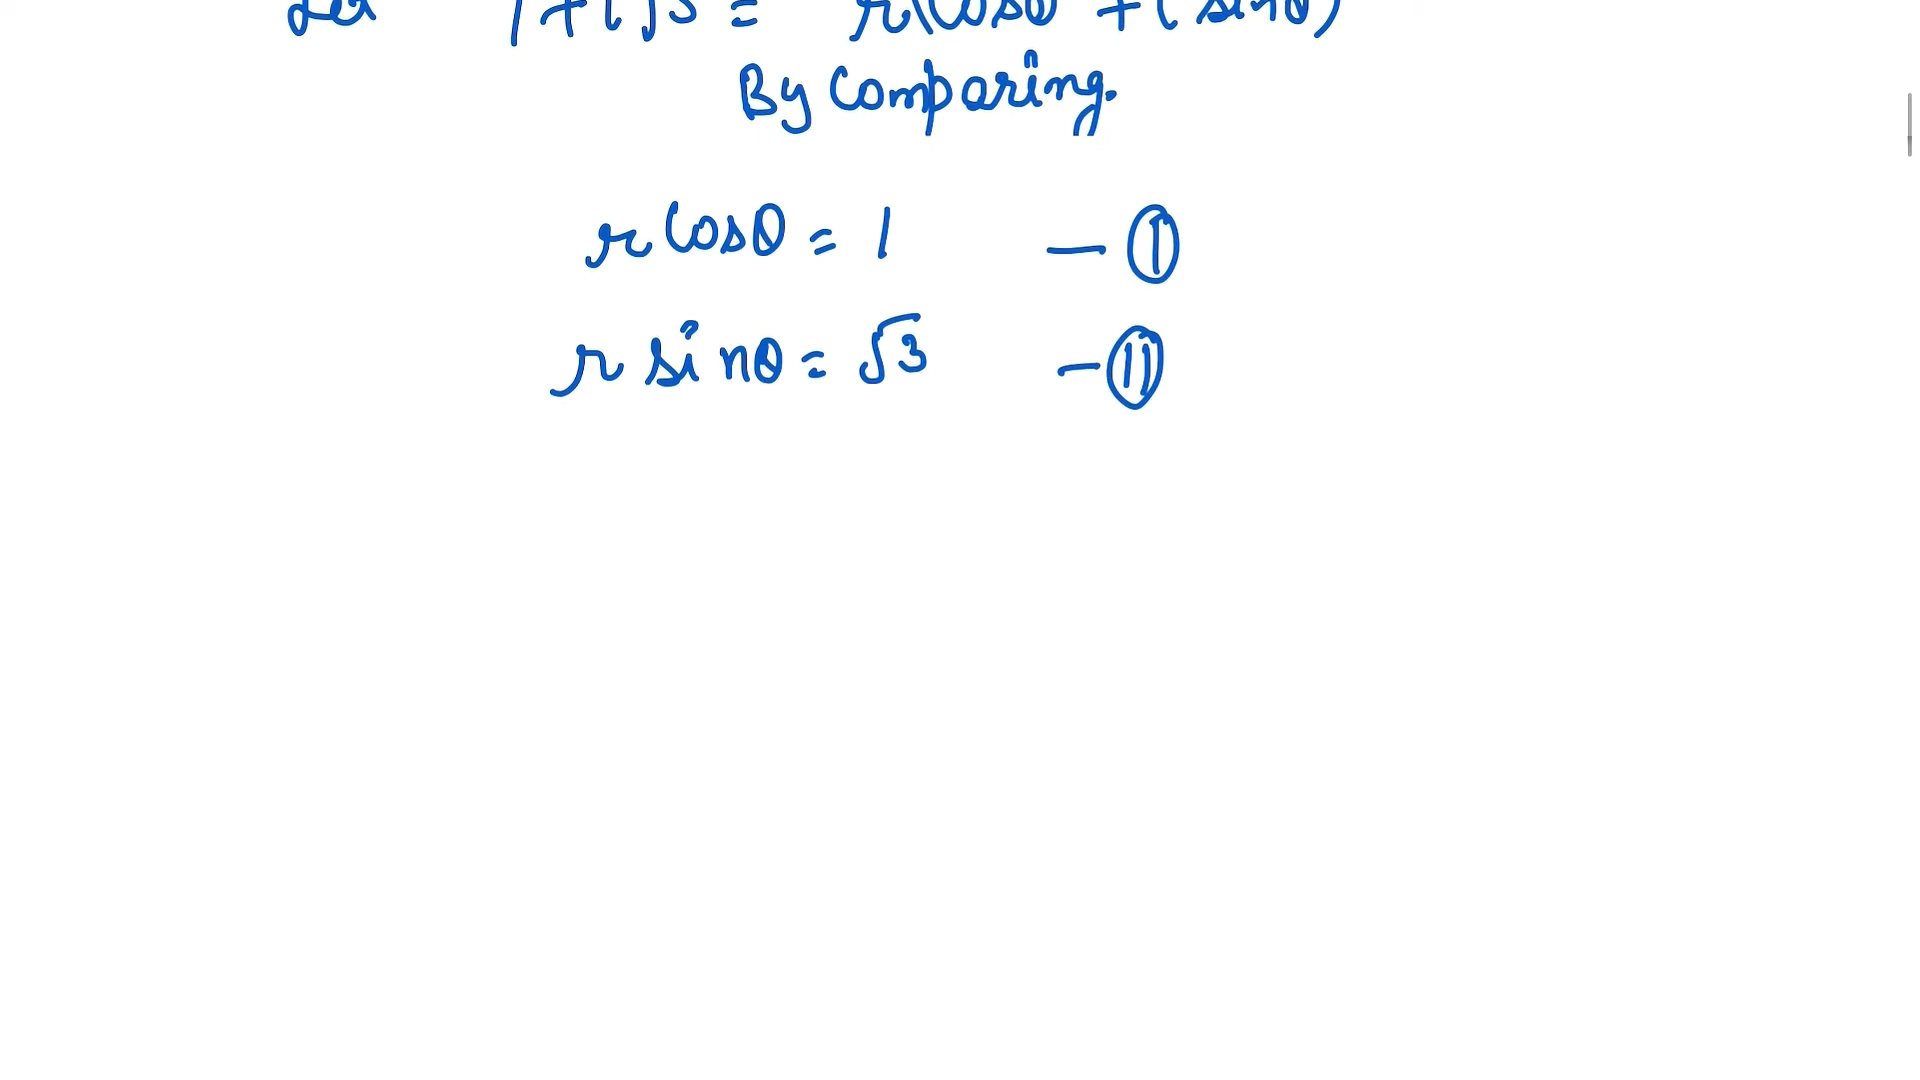 Let 1+i√3 = r(Cosθ + i sinθ)
By Comparing.
r Cosθ = 1 — Ⓘ
r sinθ = √3 — (II)